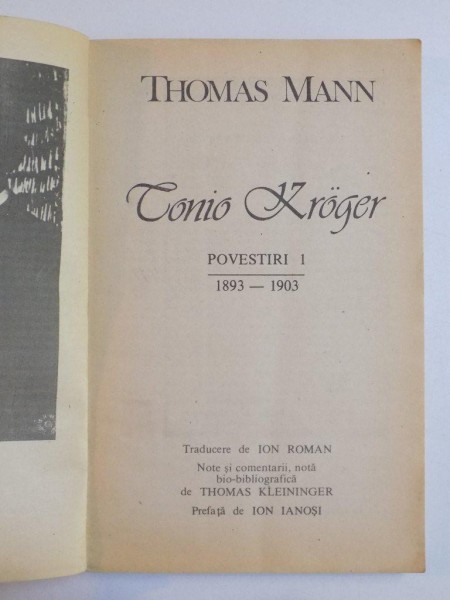 THOMAS MANN
Tonio Kröger
POVESTIRI 1
1893 — 1903
Traducere de ION ROMAN
Note și comentarii, notă
bio-bibliografică
de THOMAS KLEININGER
Prefață de ION IANOȘI